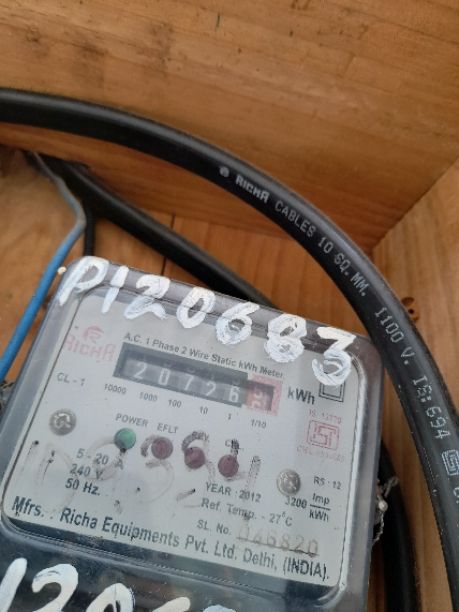 RICHA CABLES 10 SQ. MM. 1100 V. IS: 694
P120683
RICHA
A.C. 1 Phase 2 Wire Static kWh Meter
20726
kWh
CL - 1
10000 1000 100 10 1 1/10
POWER EFLT
5 - 20 A
240 V
50 Hz.
YEAR : 2012
Ref. Temp. - 27°C
RS : 12
3200 Imp/kWh
SL. No. 046820
Mfrs. : Richa Equipments Pvt. Ltd. Delhi, (INDIA).